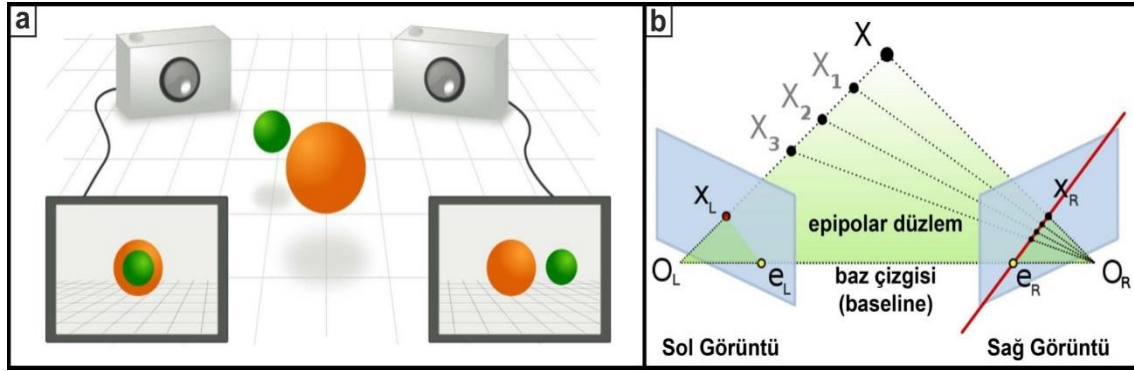 a
b
X
X1
X2
X3
XL
XR
epipolar düzlem
OL
eL
baz çizgisi
(baseline)
eR
OR
Sol Görüntü
Sağ Görüntü